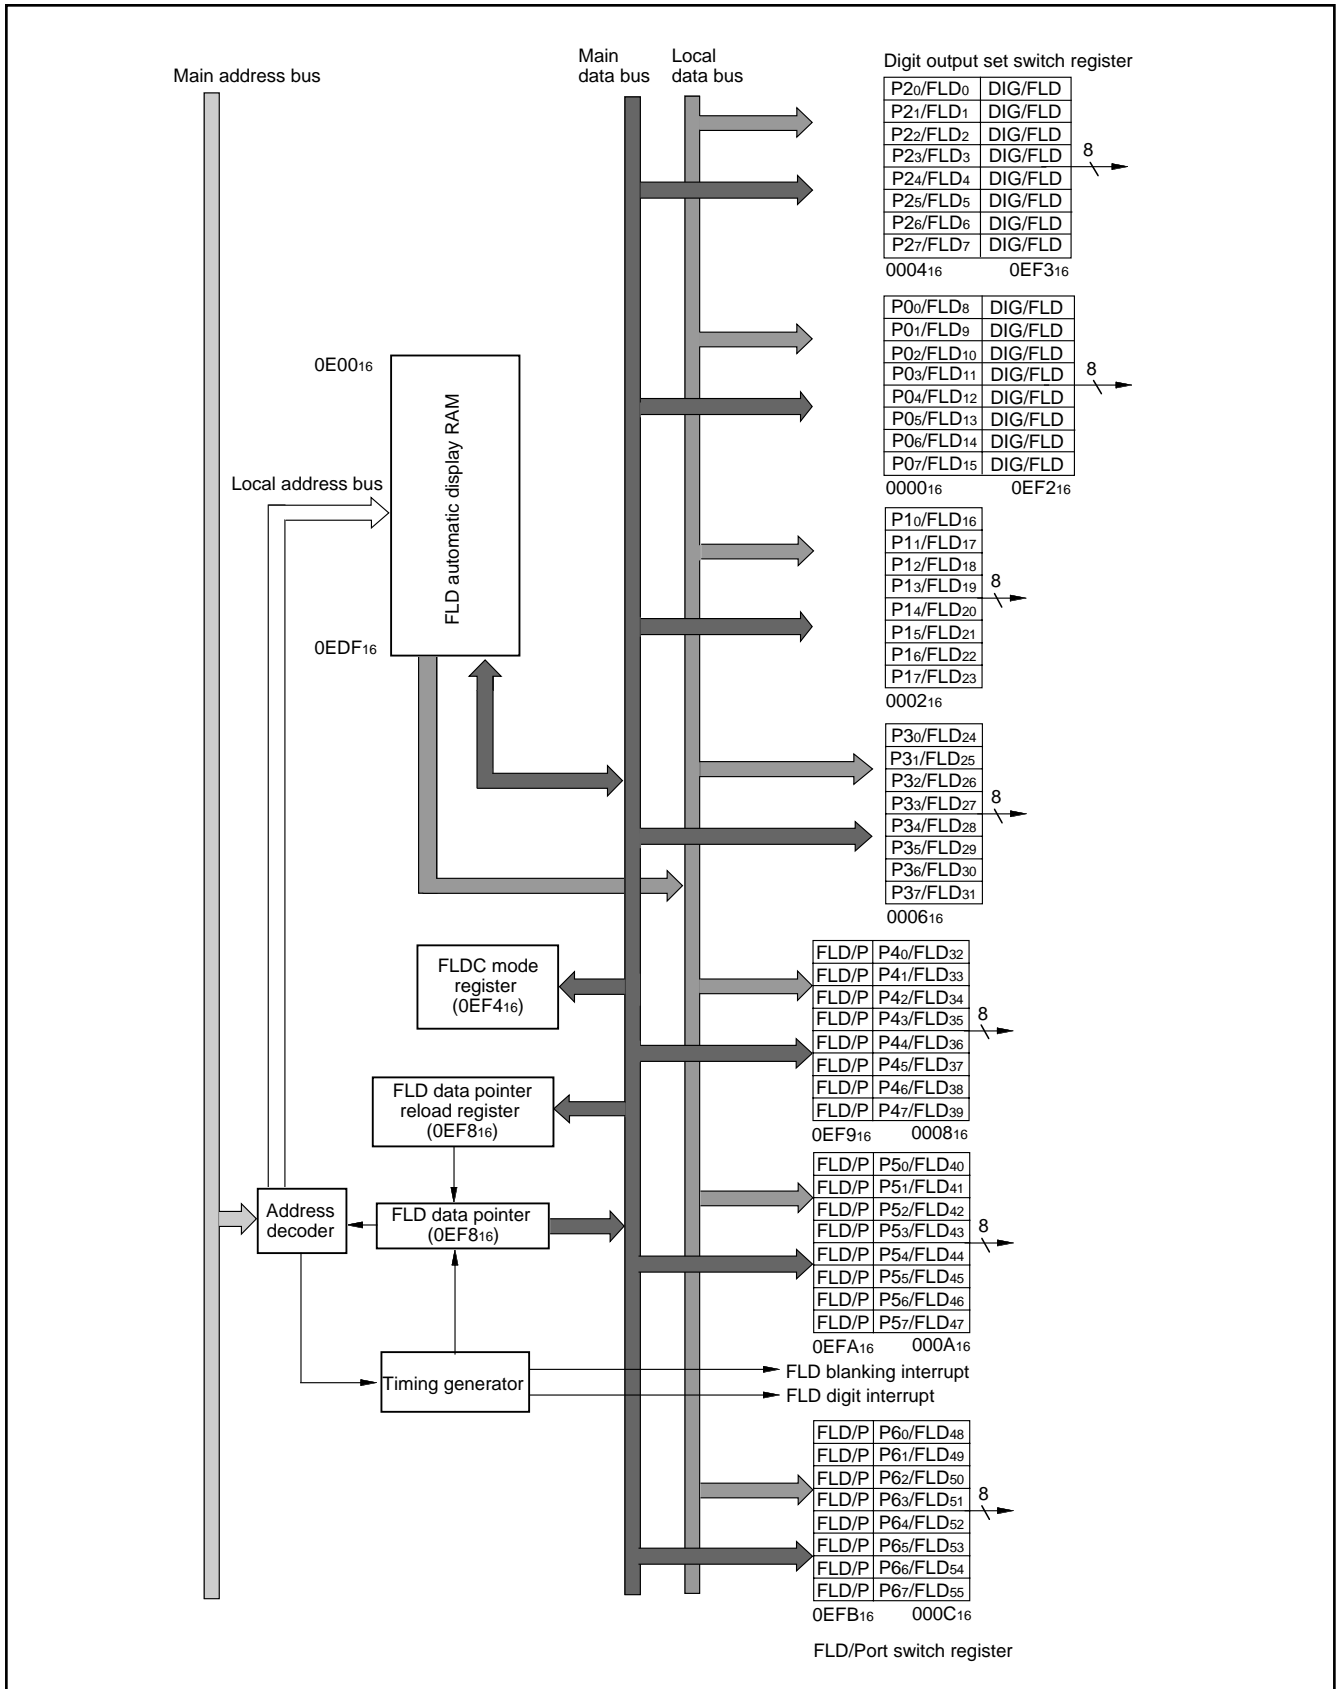 Main address bus
Main
data bus
Local
data bus
Digit output set switch register
P2₀/FLD₀ DIG/FLD
P2₁/FLD₁ DIG/FLD
P2₂/FLD₂ DIG/FLD
P2₃/FLD₃ DIG/FLD
P2₄/FLD₄ DIG/FLD
P2₅/FLD₅ DIG/FLD
P2₆/FLD₆ DIG/FLD
P2₇/FLD₇ DIG/FLD
8
0004₁₆ 0EF3₁₆
P0₀/FLD₈ DIG/FLD
P0₁/FLD₉ DIG/FLD
P0₂/FLD₁₀ DIG/FLD
P0₃/FLD₁₁ DIG/FLD
P0₄/FLD₁₂ DIG/FLD
P0₅/FLD₁₃ DIG/FLD
P0₆/FLD₁₄ DIG/FLD
P0₇/FLD₁₅ DIG/FLD
8
0000₁₆ 0EF2₁₆
0E00₁₆
FLD automatic display RAM
Local address bus
0EDF₁₆
P1₀/FLD₁₆
P1₁/FLD₁₇
P1₂/FLD₁₈
P1₃/FLD₁₉
P1₄/FLD₂₀
P1₅/FLD₂₁
P1₆/FLD₂₂
P1₇/FLD₂₃
8
0002₁₆
P3₀/FLD₂₄
P3₁/FLD₂₅
P3₂/FLD₂₆
P3₃/FLD₂₇
P3₄/FLD₂₈
P3₅/FLD₂₉
P3₆/FLD₃₀
P3₇/FLD₃₁
8
0006₁₆
FLDC mode
register
(0EF4₁₆)
FLD/P P4₀/FLD₃₂
FLD/P P4₁/FLD₃₃
FLD/P P4₂/FLD₃₄
FLD/P P4₃/FLD₃₅
FLD/P P4₄/FLD₃₆
FLD/P P4₅/FLD₃₇
FLD/P P4₆/FLD₃₈
FLD/P P4₇/FLD₃₉
8
0EF9₁₆ 0008₁₆
FLD data pointer
reload register
(0EF8₁₆)
Address
decoder
FLD data pointer
(0EF8₁₆)
FLD/P P5₀/FLD₄₀
FLD/P P5₁/FLD₄₁
FLD/P P5₂/FLD₄₂
FLD/P P5₃/FLD₄₃
FLD/P P5₄/FLD₄₄
FLD/P P5₅/FLD₄₅
FLD/P P5₆/FLD₄₆
FLD/P P5₇/FLD₄₇
8
0EFA₁₆ 000A₁₆
Timing generator
FLD blanking interrupt
FLD digit interrupt
FLD/P P6₀/FLD₄₈
FLD/P P6₁/FLD₄₉
FLD/P P6₂/FLD₅₀
FLD/P P6₃/FLD₅₁
FLD/P P6₄/FLD₅₂
FLD/P P6₅/FLD₅₃
FLD/P P6₆/FLD₅₄
FLD/P P6₇/FLD₅₅
8
0EFB₁₆ 000C₁₆
FLD/Port switch register